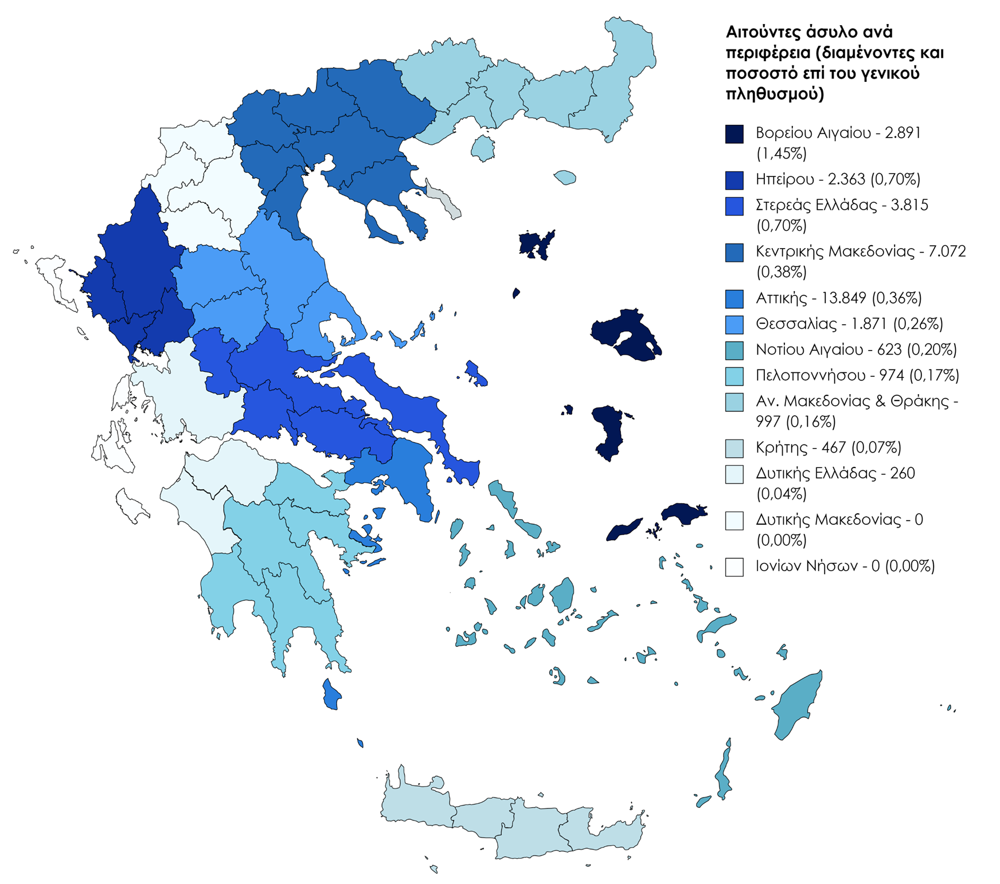 Αιτούντες άσυλο ανά
περιφέρεια (διαμένοντες και
ποσοστό επί του γενικού
πληθυσμού)
Βορείου Αιγαίου - 2.891
(1,45%)
Ηπείρου - 2.363 (0,70%)
Στερεάς Ελλάδας - 3.815
(0,70%)
Κεντρικής Μακεδονίας - 7.072
(0,38%)
Αττικής - 13.849 (0,36%)
Θεσσαλίας - 1.871 (0,26%)
Νοτίου Αιγαίου - 623 (0,20%)
Πελοποννήσου - 974 (0,17%)
Αν. Μακεδονίας & Θράκης -
997 (0,16%)
Κρήτης - 467 (0,07%)
Δυτικής Ελλάδας - 260
(0,04%)
Δυτικής Μακεδονίας - 0
(0,00%)
Ιονίων Νήσων - 0 (0,00%)